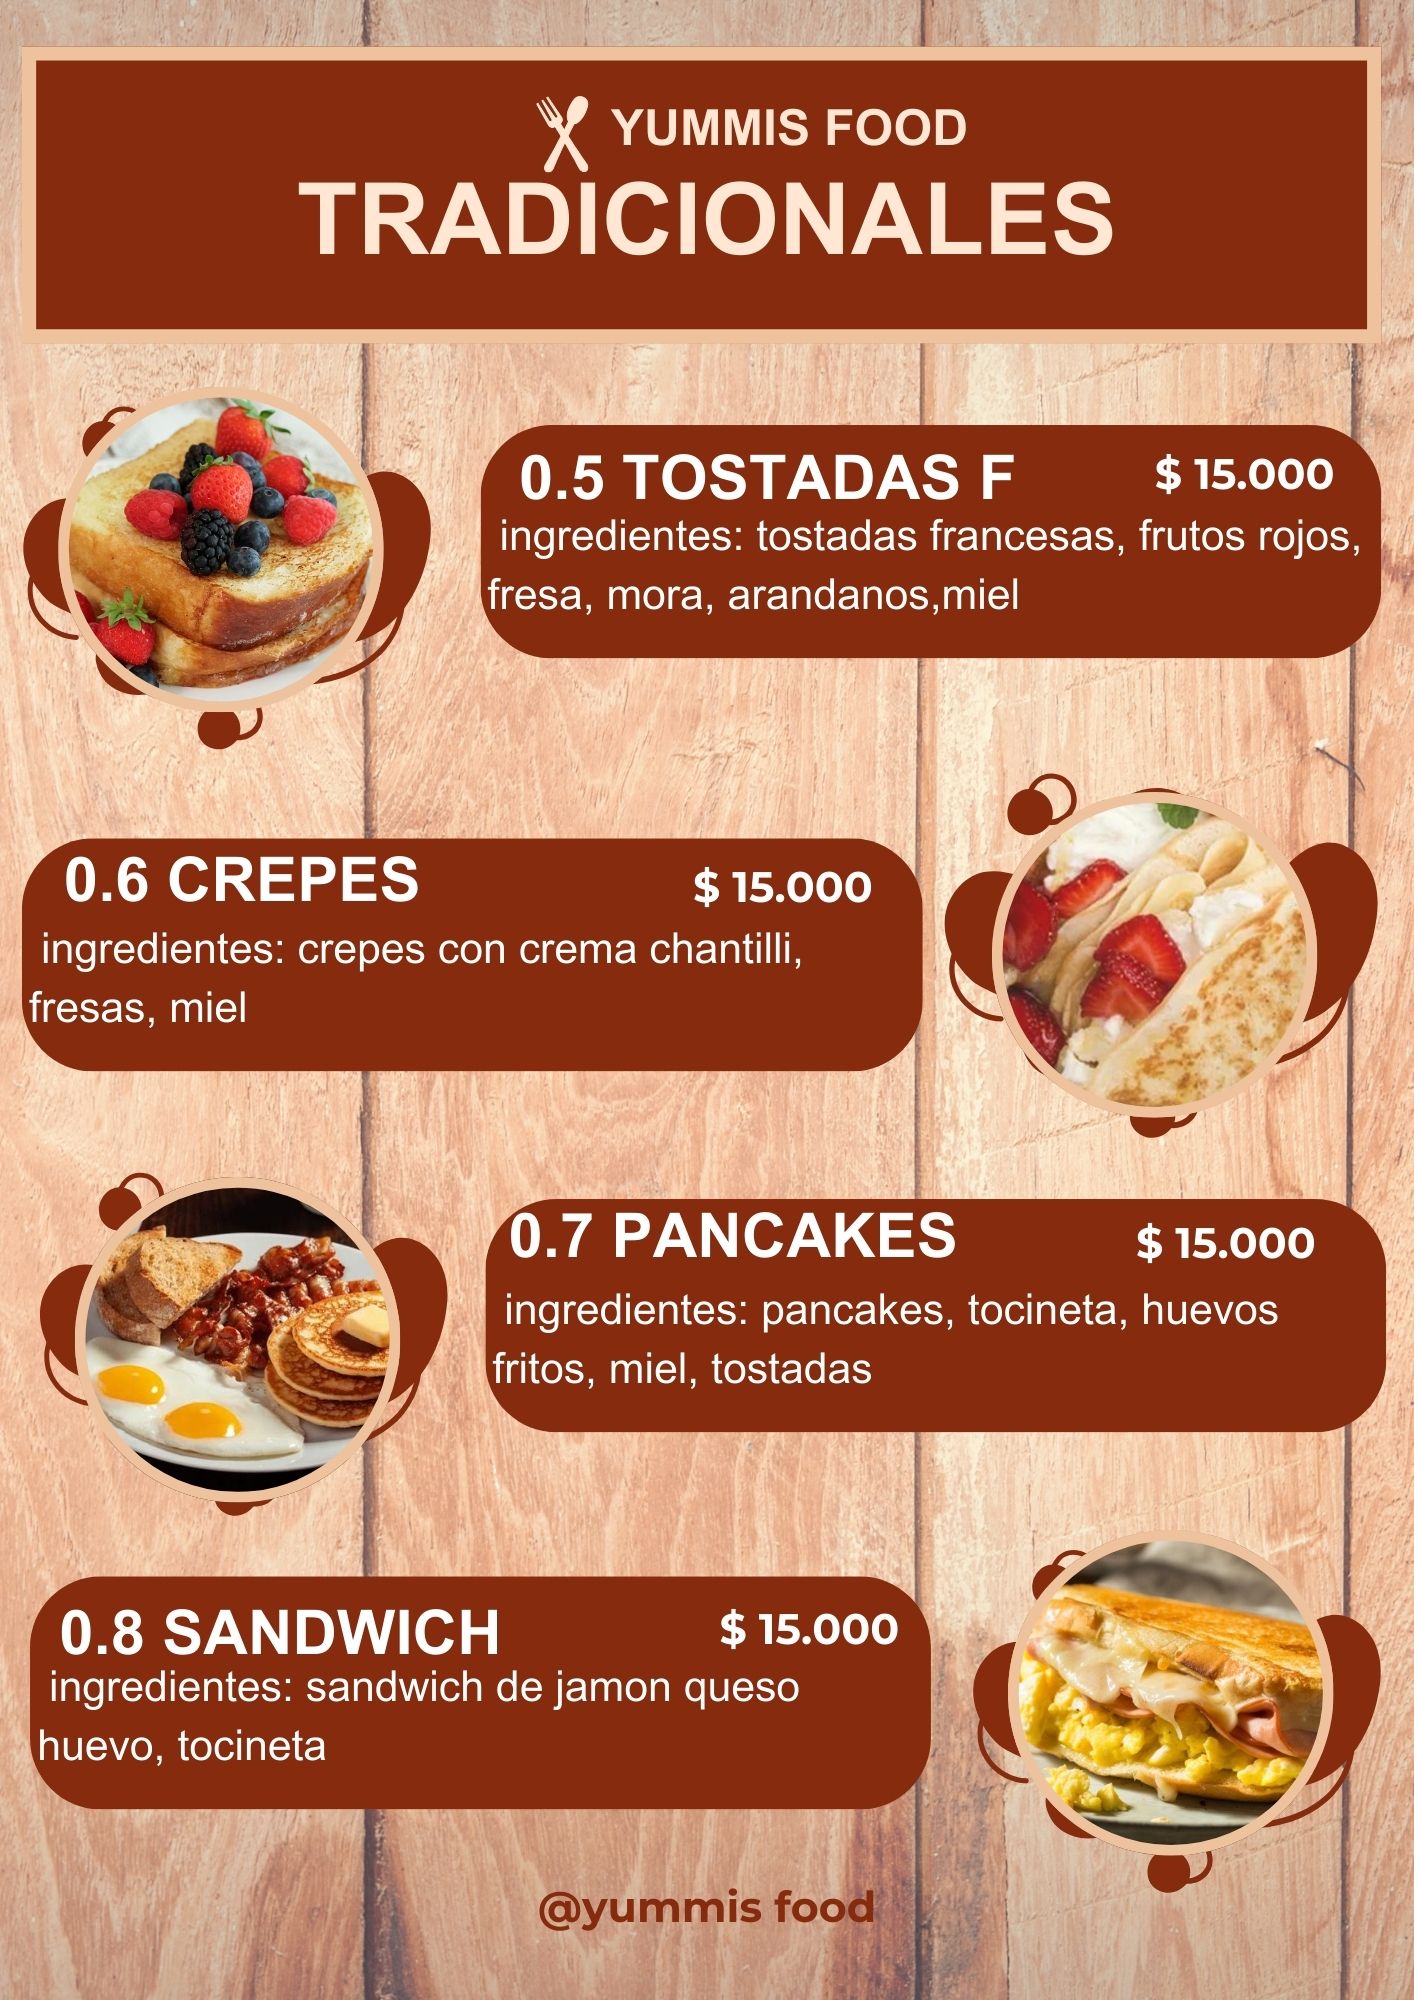 YUMMIS FOOD
TRADICIONALES
0.5 TOSTADAS F
$ 15.000
ingredientes: tostadas francesas, frutos rojos,
fresa, mora, arandanos,miel
0.6 CREPES
$ 15.000
ingredientes: crepes con crema chantilli,
fresas, miel
0.7 PANCAKES
$ 15.000
ingredientes: pancakes, tocineta, huevos
fritos, miel, tostadas
0.8 SANDWICH
$ 15.000
ingredientes: sandwich de jamon queso
huevo, tocineta
@yummis food